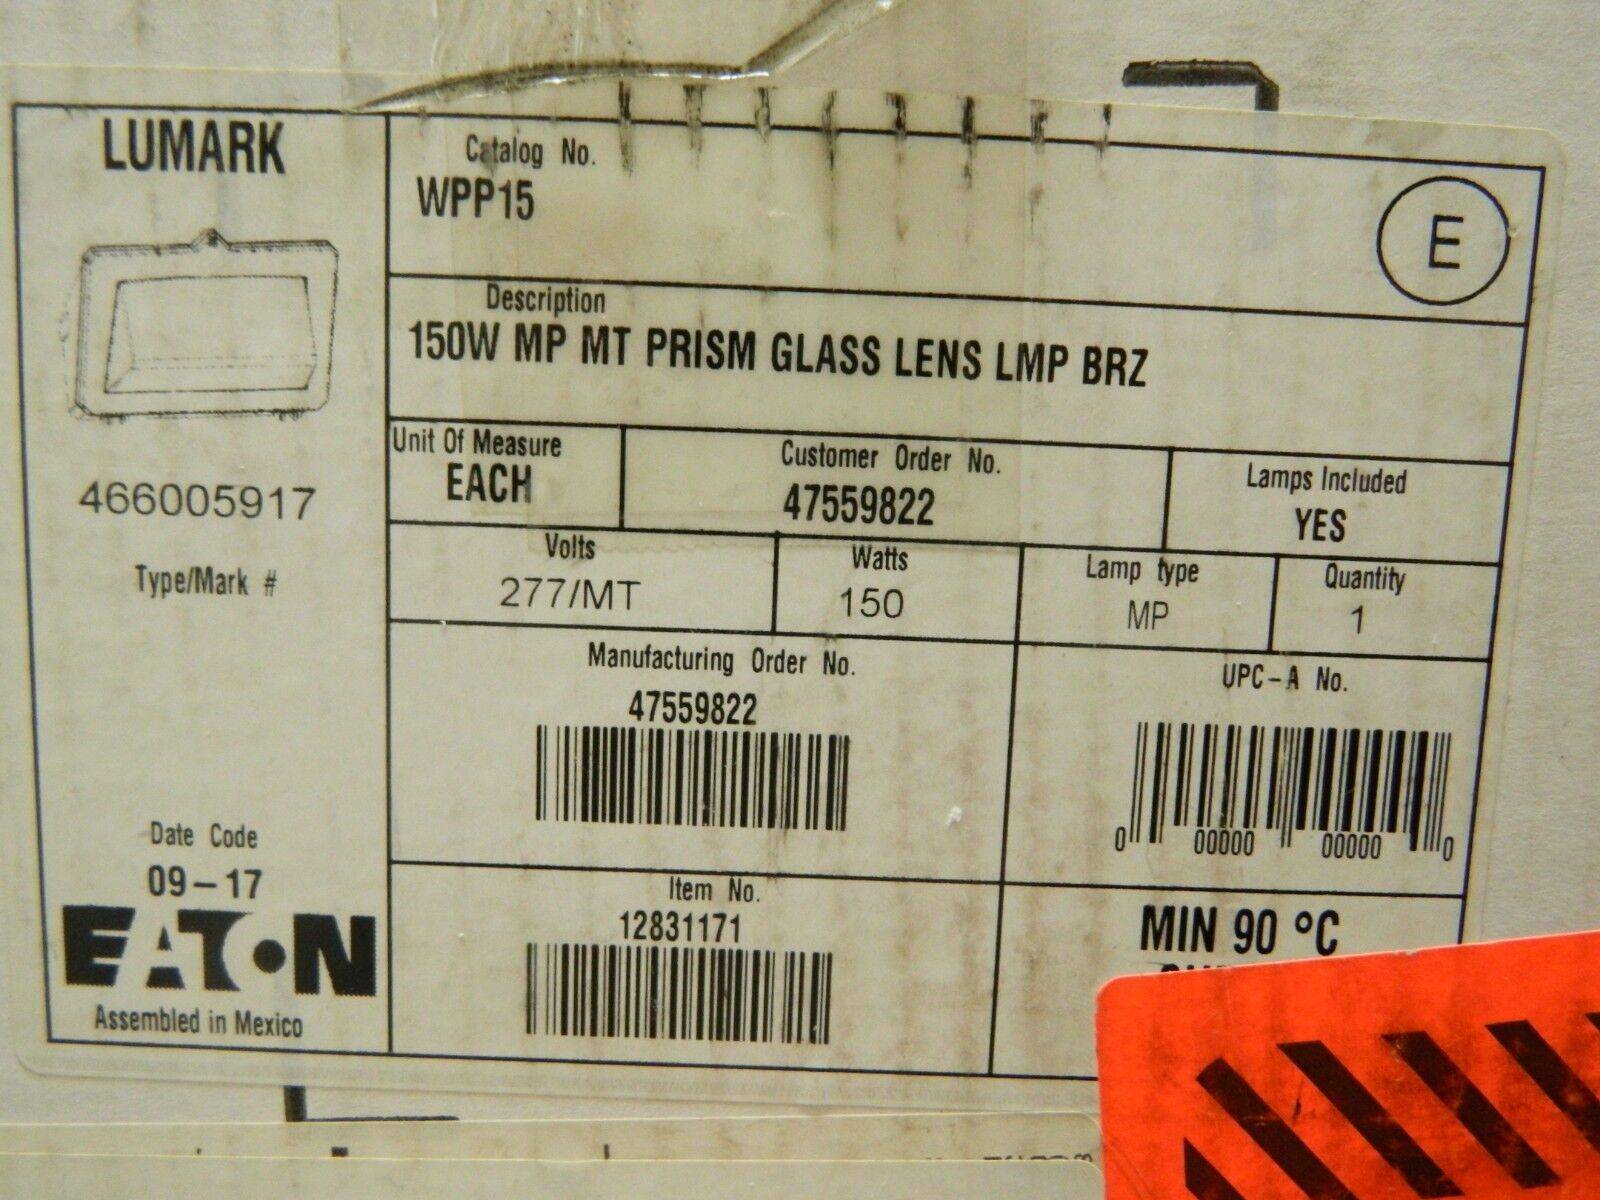 LUMARK
466005917
Type/Mark #
Date Code
09-17
EATON
Assembled in Mexico
Catalog No.
WPP15
E
Description
150W MP MT PRISM GLASS LENS LMP BRZ
Unit Of Measure
EACH
Customer Order No.
47559822
Lamps Included
YES
Volts
277/MT
Watts
150
Lamp type
MP
Quantity
1
Manufacturing Order No.
47559822
UPC-A No.
0 00000 00000 0
Item No.
12831171
MIN 90 °C